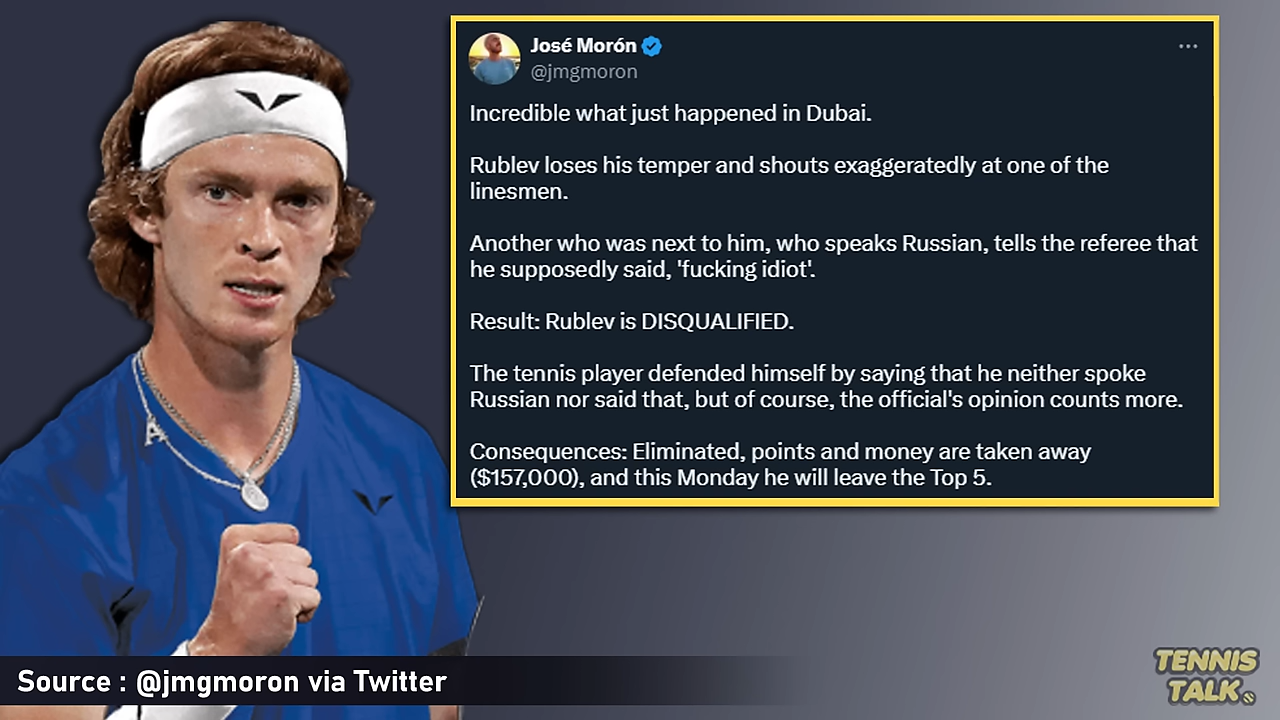 José Morón
@jmgmoron
Incredible what just happened in Dubai.
Rublev loses his temper and shouts exaggeratedly at one of the
linesmen.
Another who was next to him, who speaks Russian, tells the referee that
he supposedly said, 'fucking idiot'.
Result: Rublev is DISQUALIFIED.
The tennis player defended himself by saying that he neither spoke
Russian nor said that, but of course, the official's opinion counts more.
Consequences: Eliminated, points and money are taken away
($157,000), and this Monday he will leave the Top 5.
A
Source : @jmgmoron via Twitter
TENNIS
TALK